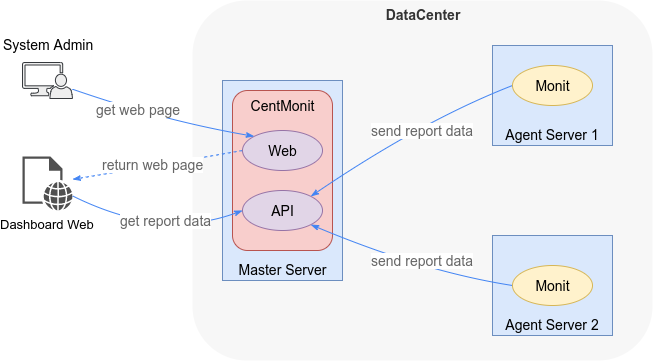 DataCenter
System Admin
get web page
return web page
Dashboard Web
get report data
CentMonit
Web
API
Master Server
send report data
Monit
Agent Server 1
send report data
Monit
Agent Server 2